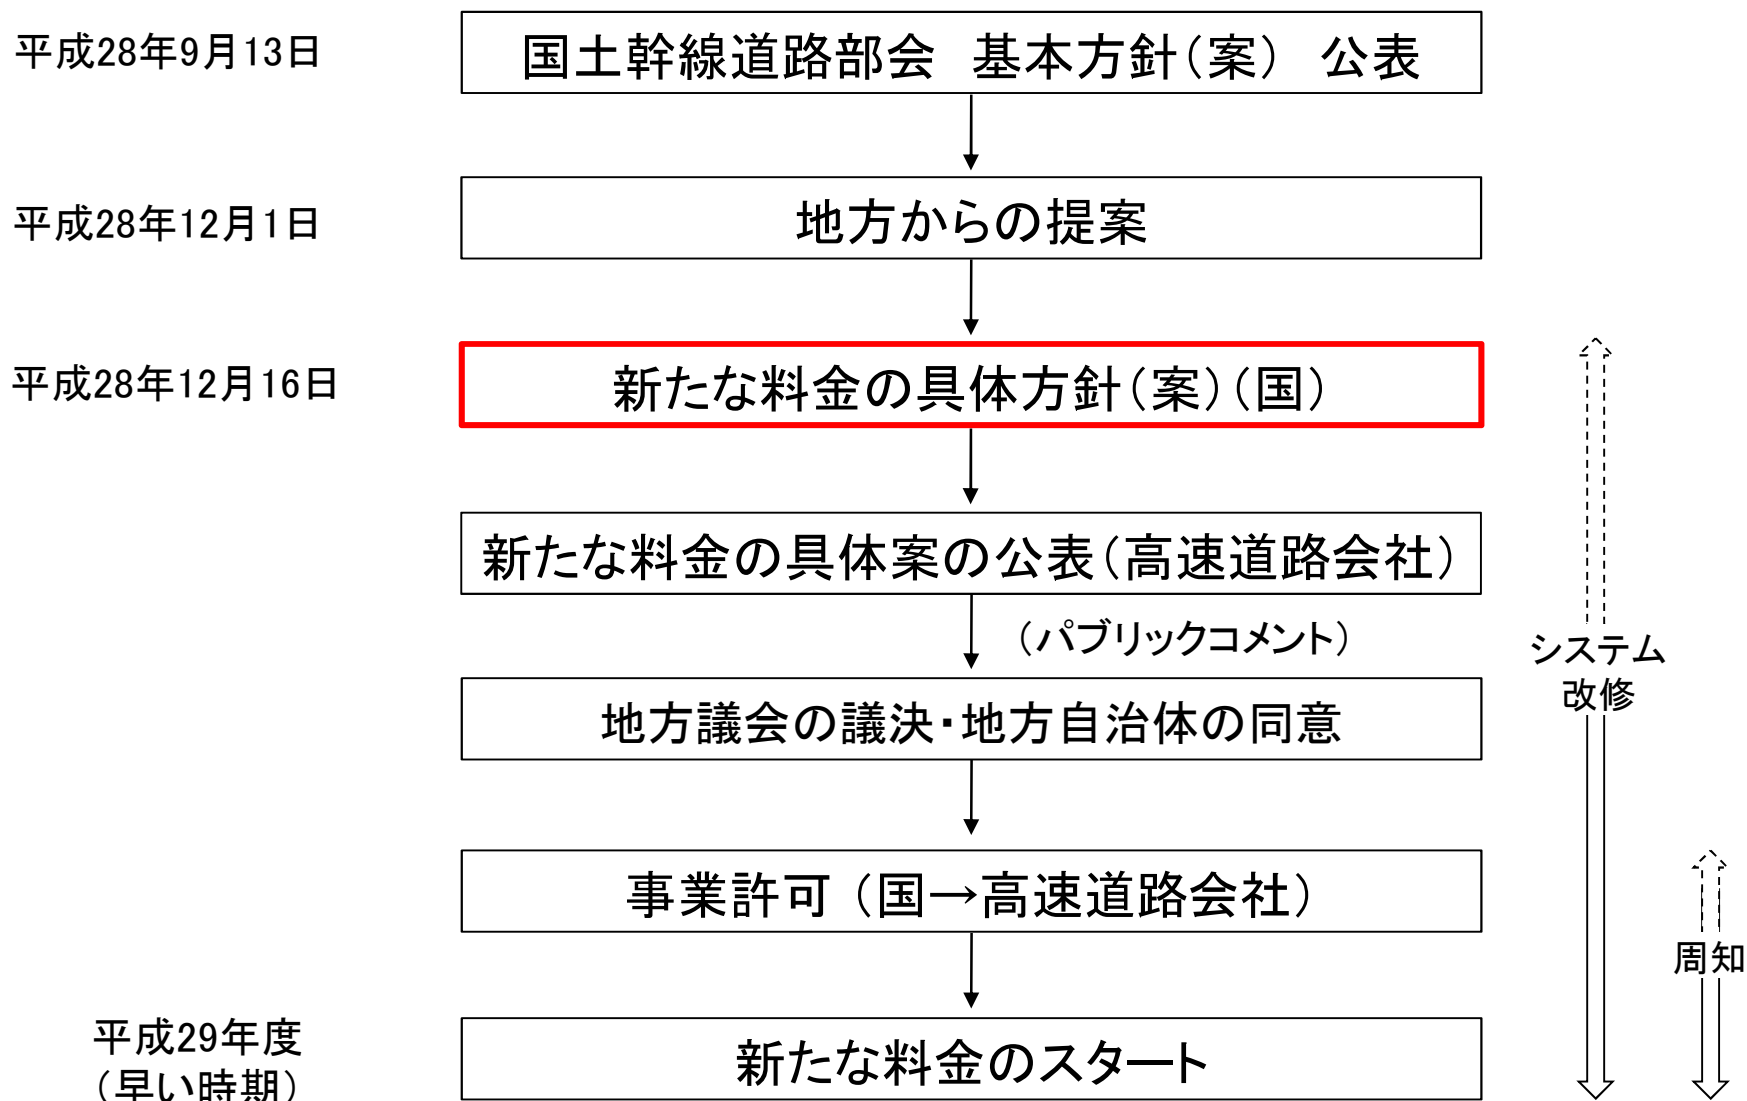 平成28年9月13日
国土幹線道路部会　基本方針（案）　公表
平成28年12月1日
地方からの提案
平成28年12月16日
新たな料金の具体方針（案）（国）
新たな料金の具体案の公表（高速道路会社）
（パブリックコメント）
システム
改修
地方議会の議決・地方自治体の同意
事業許可（国→高速道路会社）
周知
平成29年度
（早い時期）
新たな料金のスタート